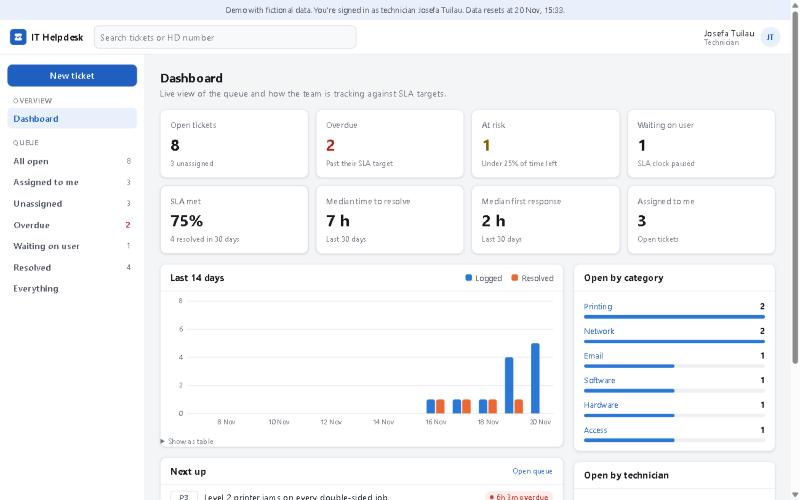 Demo with fictional data. You're signed in as technician Josefa Tuilau. Data resets at 20 Nov, 15:33.
IT Helpdesk
Search tickets or HD number
Josefa Tuilau
Technician
JT
New ticket
OVERVIEW
Dashboard
QUEUE
All open 8
Assigned to me 3
Unassigned 3
Overdue 2
Waiting on user 1
Resolved 4
Everything
Dashboard
Live view of the queue and how the team is tracking against SLA targets.
Open tickets
8
3 unassigned
Overdue
2
Past their SLA target
At risk
1
Under 25% of time left
Waiting on user
1
SLA clock paused
SLA met
75%
4 resolved in 30 days
Median time to resolve
7 h
Last 30 days
Median first response
2 h
Last 30 days
Assigned to me
3
Open tickets
Last 14 days
Logged Resolved
8
6
4
2
0
8 Nov 10 Nov 12 Nov 14 Nov 16 Nov 18 Nov 20 Nov
Show as table
Open by category
Printing 2
Network 2
Email 1
Software 1
Hardware 1
Access 1
Next up Open queue
P3 Level 2 printer jams on every double-sided job 6h 3m overdue
Open by technician